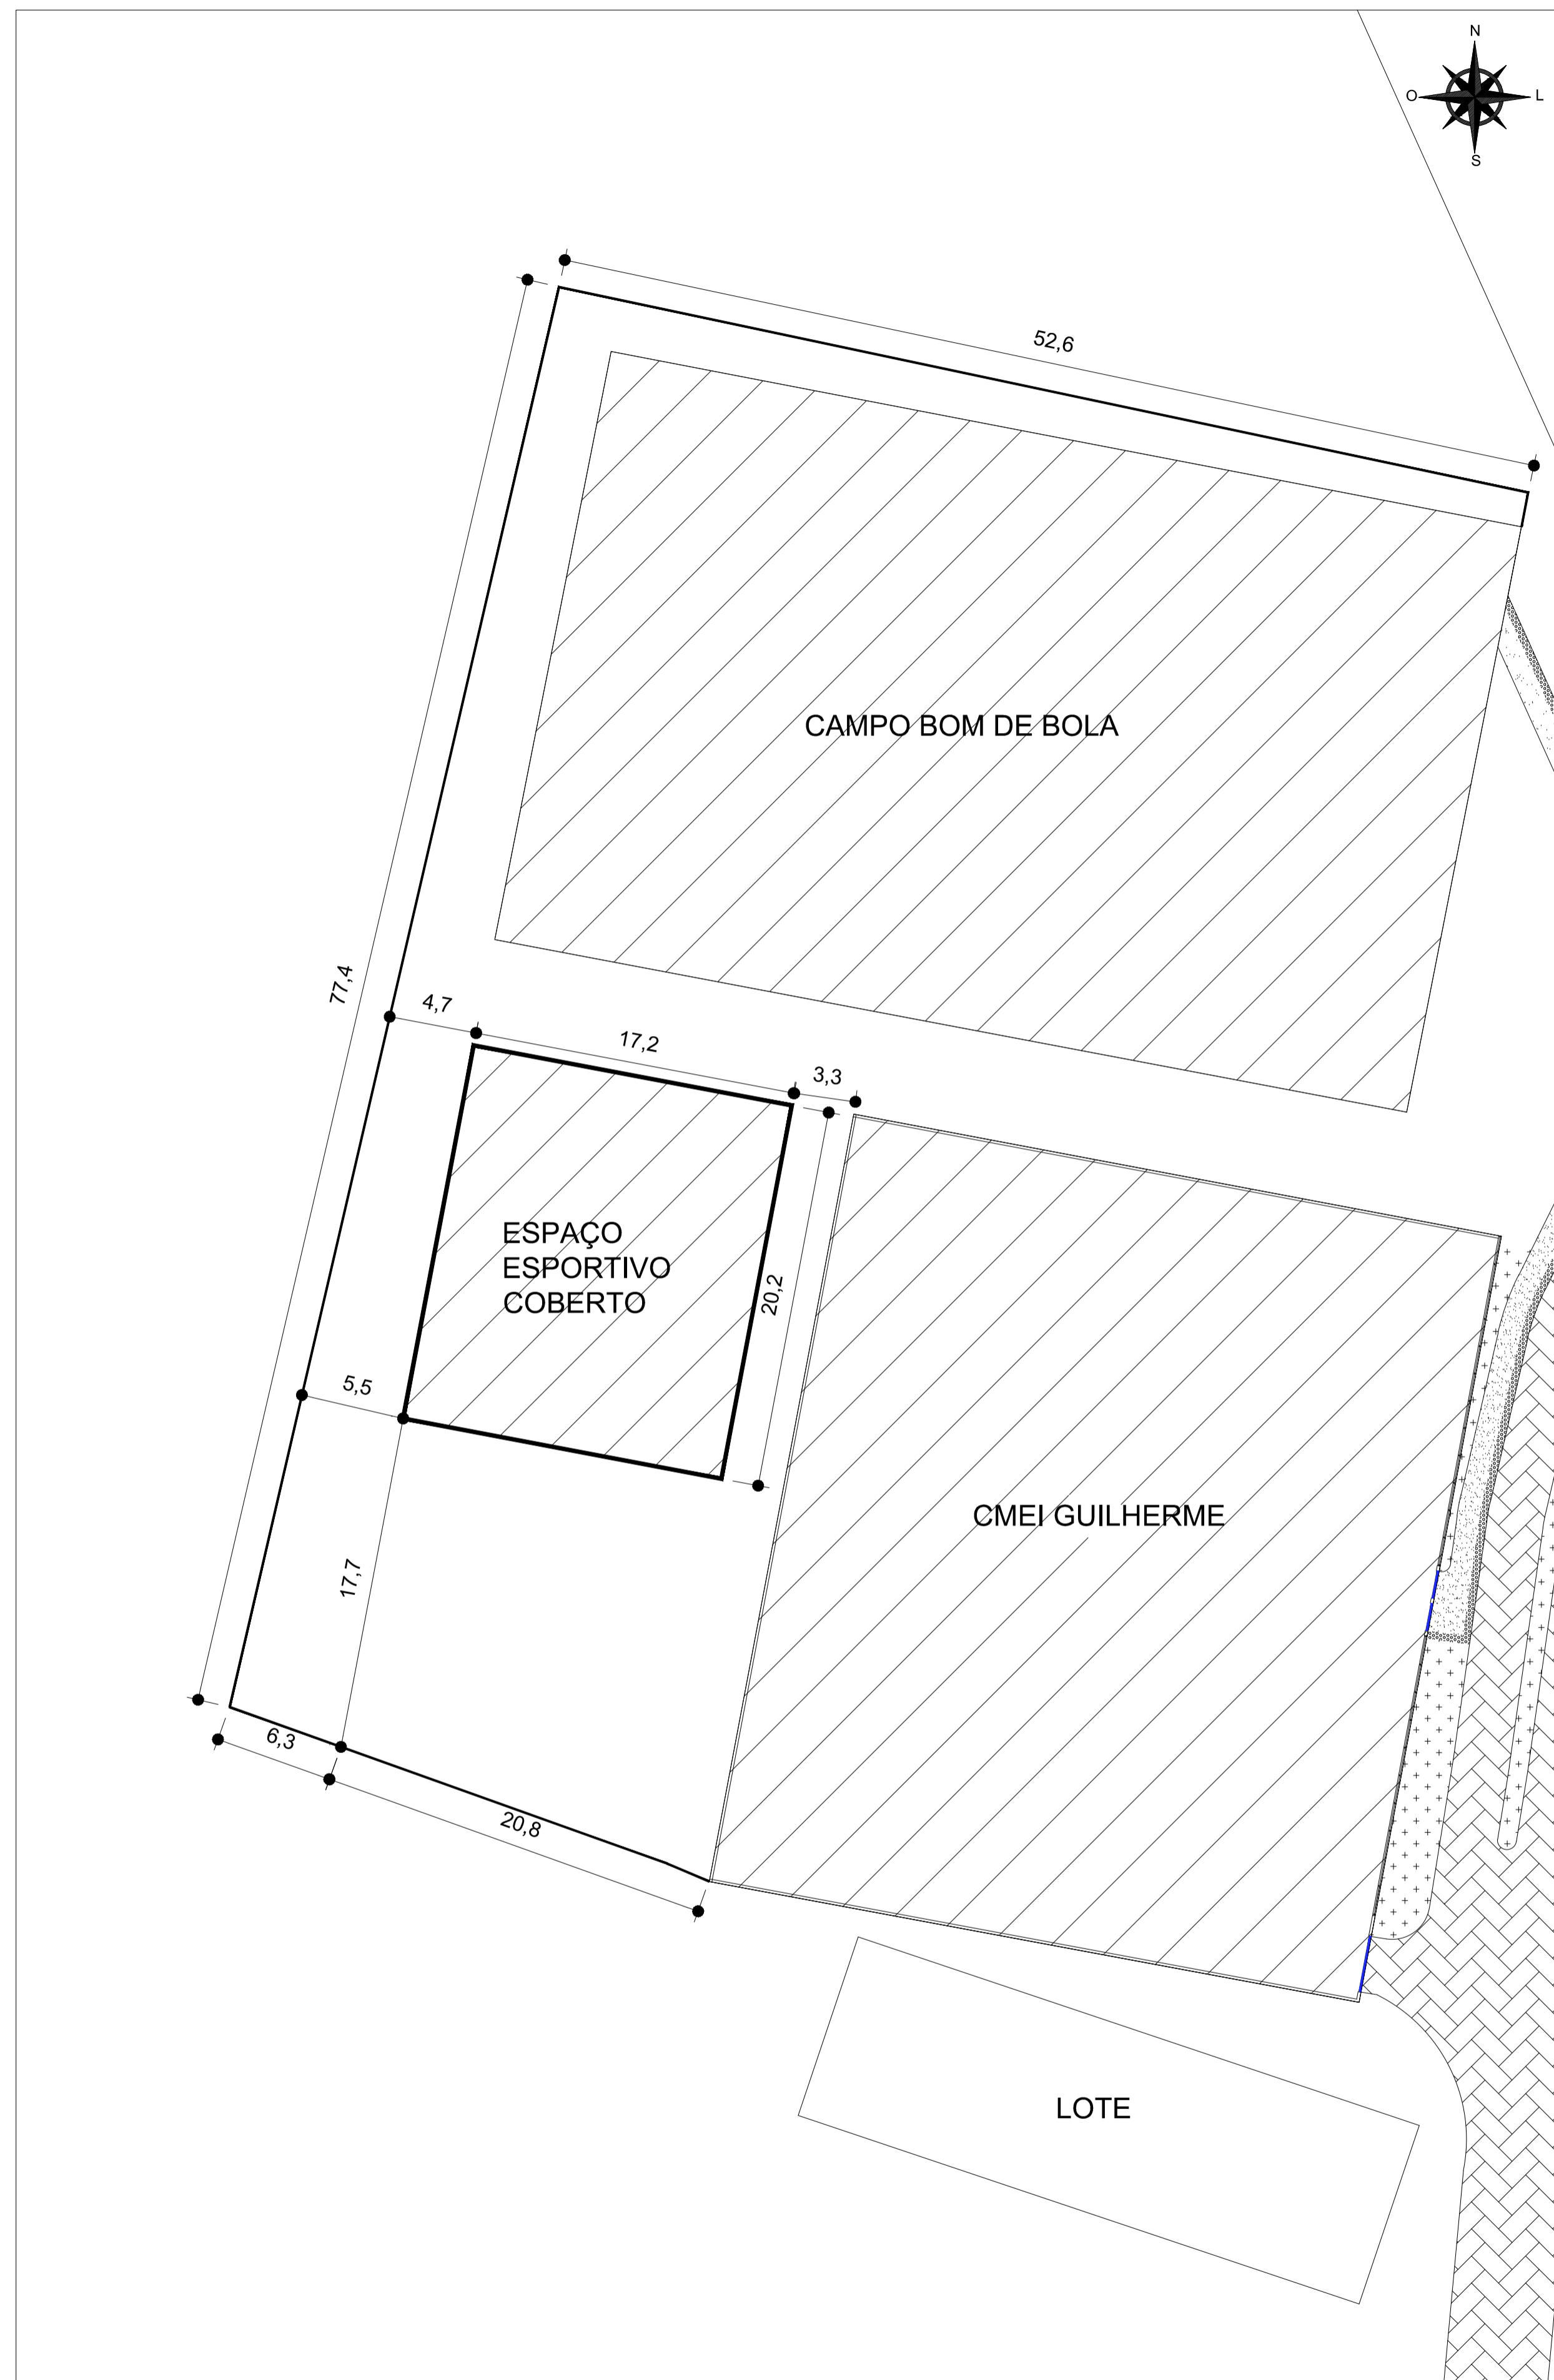 N
O
L
S
52,6
CAMPO BOM DE BOLA
77,4
4,7
17,2
3,3
ESPAÇO
ESPORTIVO
COBERTO
20,2
5,5
CMEI GUILHERME
17,7
6,3
20,8
LOTE